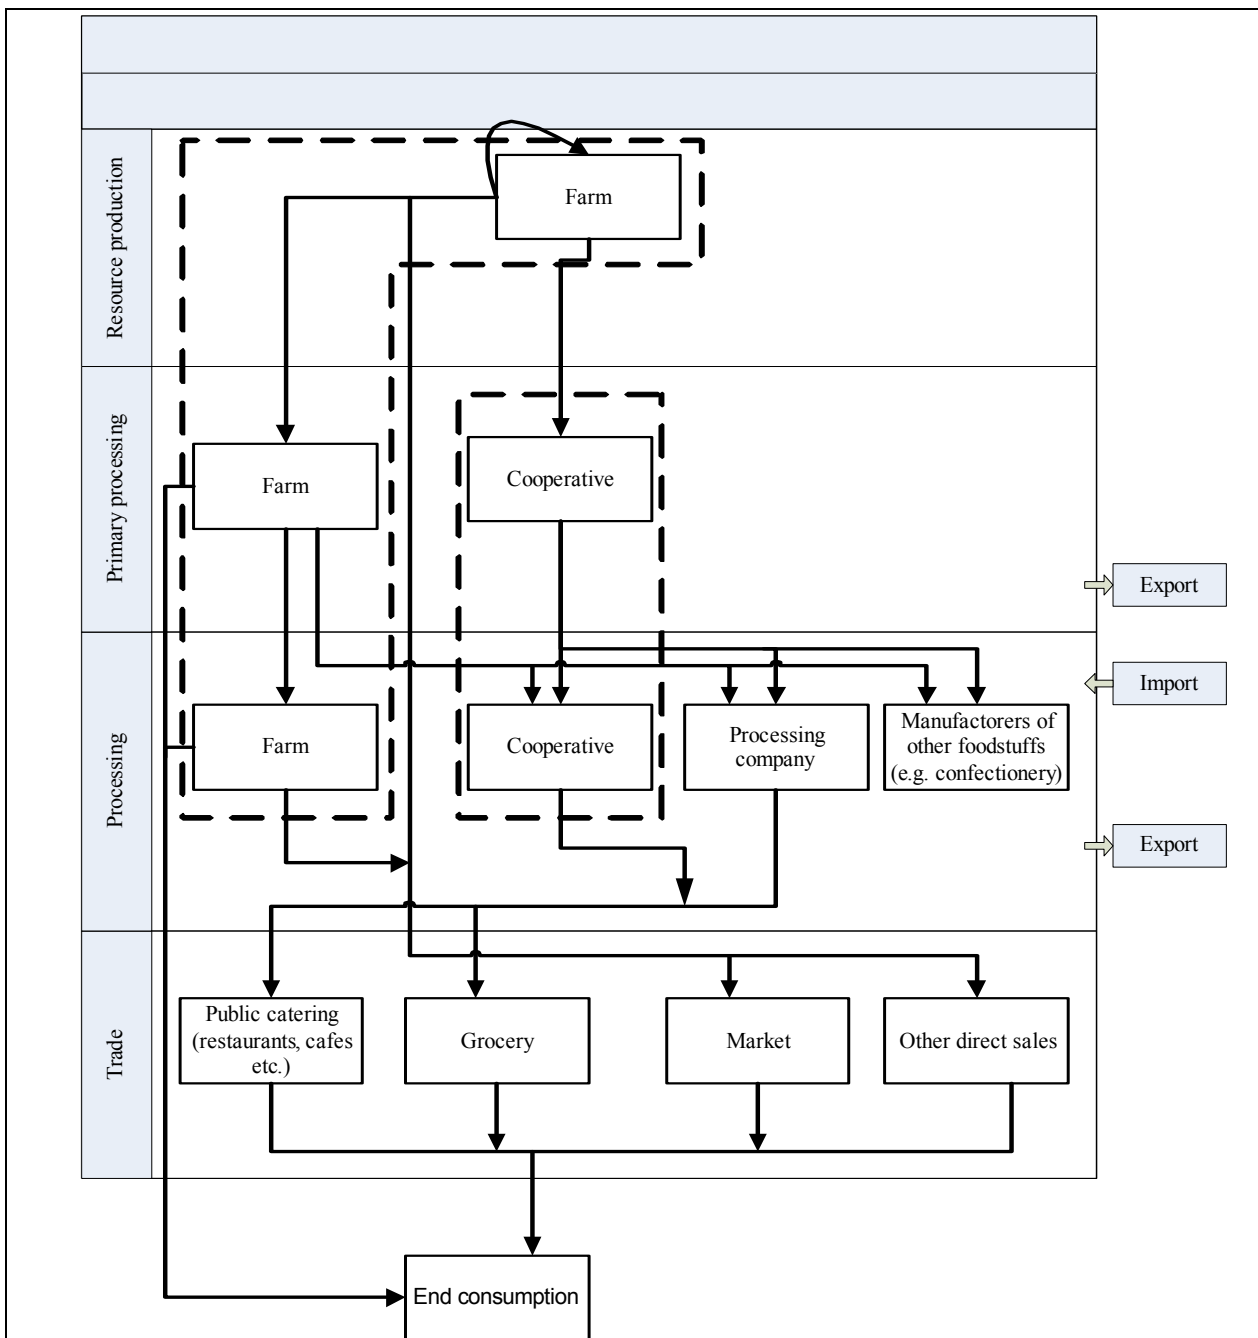 Resource production
Farm
Primary processing
Farm
Cooperative
Export
Processing
Import
Farm
Cooperative
Processing
company
Manufactorers of
other foodstuffs
(e.g. confectionery)
Export
Trade
Public catering
(restaurants, cafes
etc.)
Grocery
Market
Other direct sales
End consumption